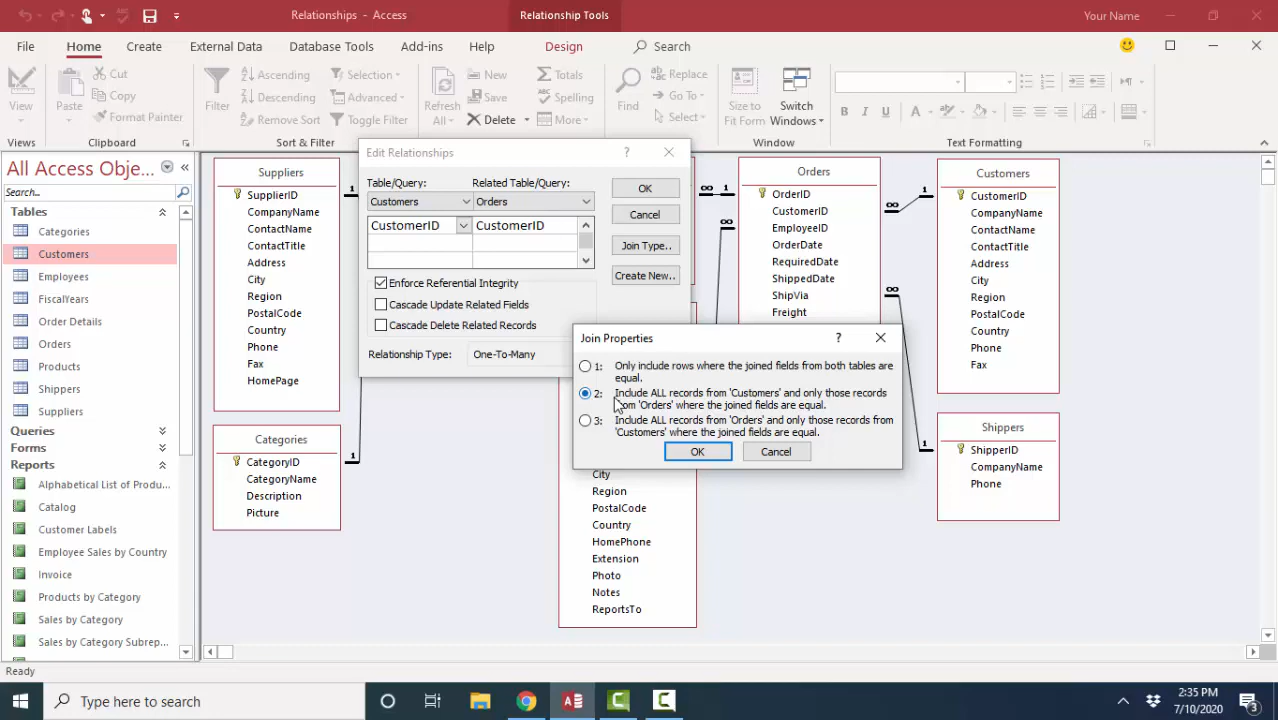 Relationships - Access
Relationship Tools
Your Name
File
Home
Create
External Data
Database Tools
Add-ins
Help
Design
Search
View
Views
Paste
Cut
Copy
Format Painter
Clipboard
Filter
Ascending
Descending
Remove Sort
Selection
Advanced
Toggle Filter
Sort & Filter
Refresh
All
New
Save
Delete
Totals
Spelling
More
Find
Replace
Go To
Select
Size to
Fit Form
Switch
Windows
Window
B
I
U
A
Text Formatting
All Access Obje...
Search...
Tables
Categories
Customers
Employees
FiscalYears
Order Details
Orders
Products
Shippers
Suppliers
Queries
Forms
Reports
Alphabetical List of Produ...
Catalog
Customer Labels
Employee Sales by Country
Invoice
Products by Category
Sales by Category
Sales by Category Subrep...
Suppliers
SupplierID
CompanyName
ContactName
ContactTitle
Address
City
Region
PostalCode
Country
Phone
Fax
HomePage
1
Categories
CategoryID
CategoryName
Description
Picture
1
Edit Relationships
?
Table/Query:
Related Table/Query:
Customers
Orders
CustomerID
CustomerID
Enforce Referential Integrity
Cascade Update Related Fields
Cascade Delete Related Records
Relationship Type:
One-To-Many
OK
Cancel
Join Type..
Create New..
∞
1
∞
Orders
OrderID
CustomerID
EmployeeID
OrderDate
RequiredDate
ShippedDate
ShipVia
Freight
∞
1
∞
Customers
CustomerID
CompanyName
ContactName
ContactTitle
Address
City
Region
PostalCode
Country
Phone
Fax
Join Properties
?
1:
Only include rows where the joined fields from both tables are
equal.
2:
Include ALL records from 'Customers' and only those records
from 'Orders' where the joined fields are equal.
3:
Include ALL records from 'Orders' and only those records from
'Customers' where the joined fields are equal.
OK
Cancel
City
Region
PostalCode
Country
HomePhone
Extension
Photo
Notes
ReportsTo
1
Shippers
ShipperID
CompanyName
Phone
Ready
Type here to search
2:35 PM
7/10/2020
3